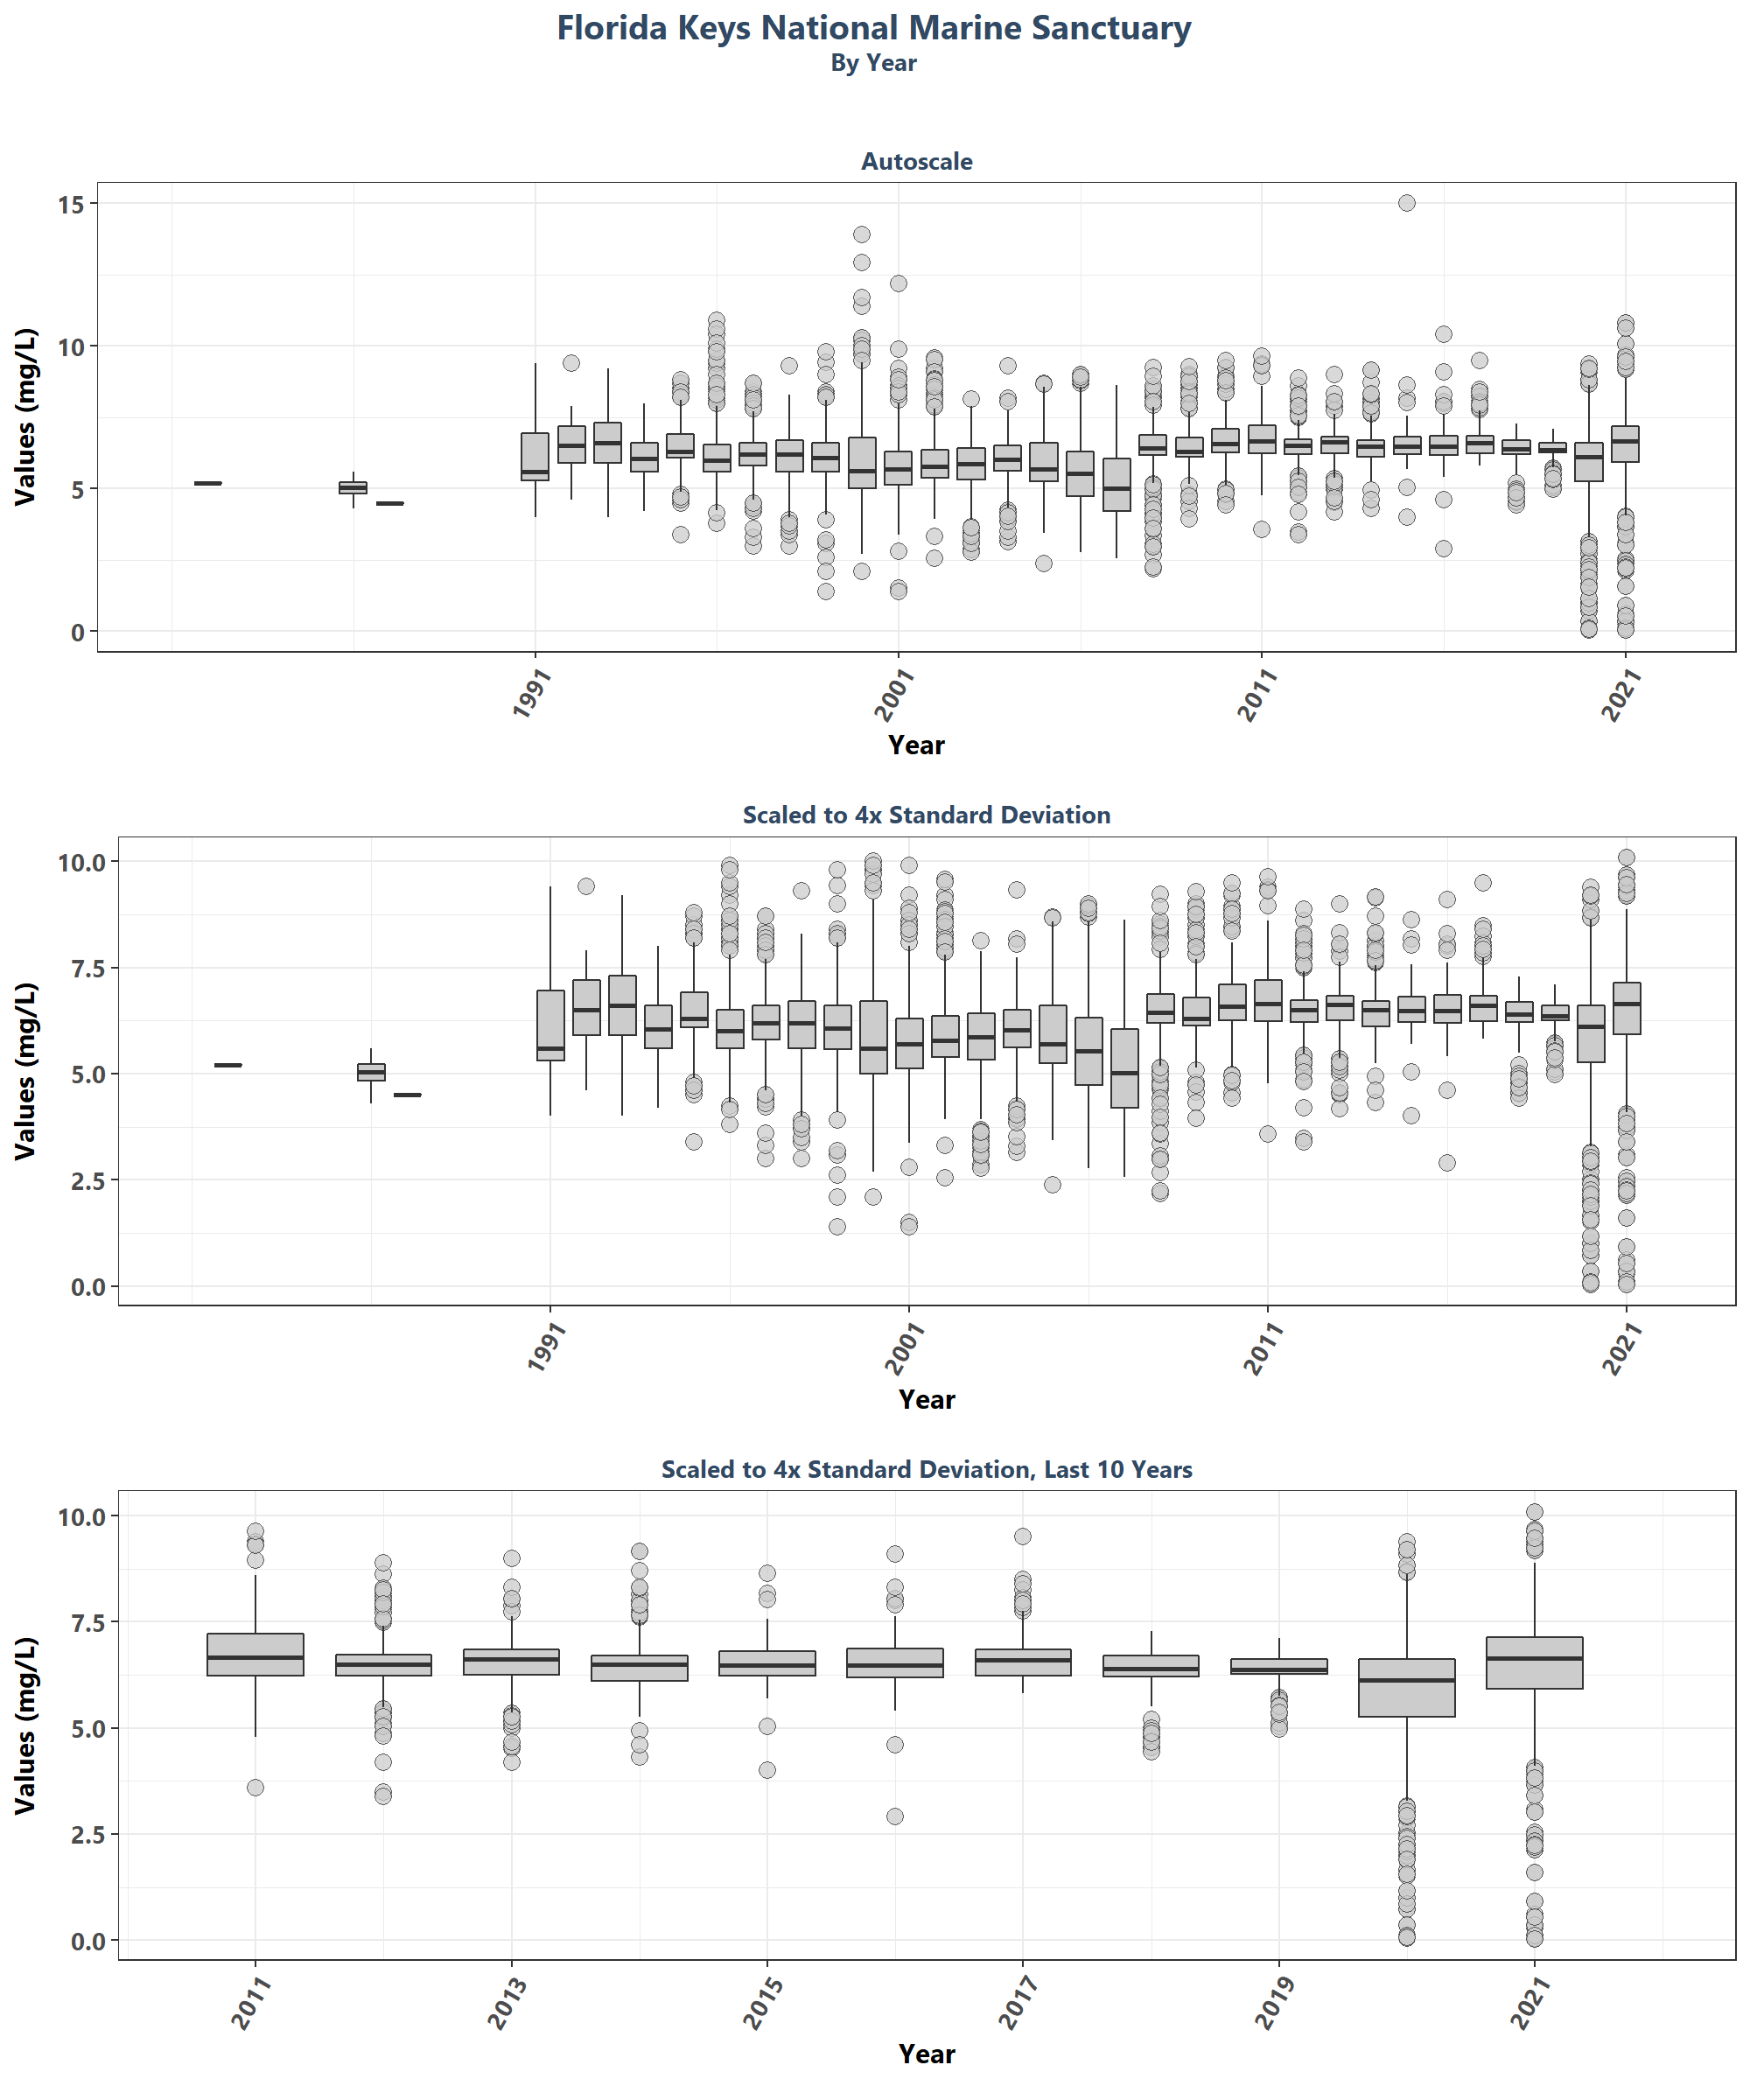 Florida Keys National Marine Sanctuary
By Year
Autoscale
Values (mg/L)
15
10
5
0
1991
2001
2011
2021
Year
Scaled to 4x Standard Deviation
Values (mg/L)
10.0
7.5
5.0
2.5
0.0
1991
2001
2011
2021
Year
Scaled to 4x Standard Deviation, Last 10 Years
Values (mg/L)
10.0
7.5
5.0
2.5
0.0
2011
2013
2015
2017
2019
2021
Year